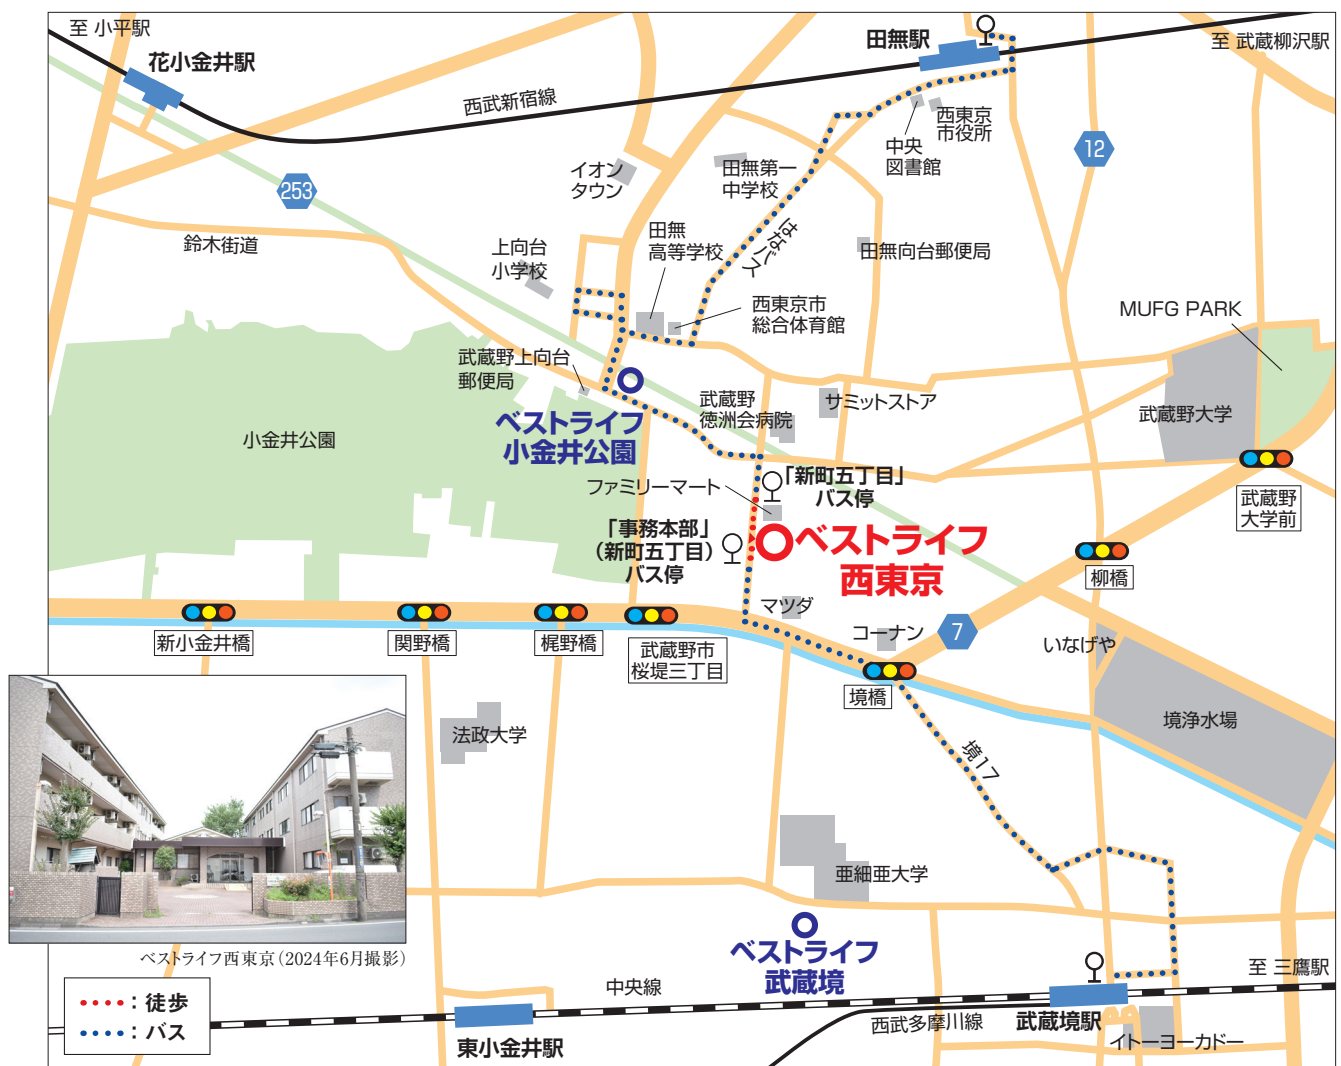 至 小平駅
花小金井駅
西武新宿線
田無駅
至 武蔵柳沢駅
西東京
市役所
中央
図書館
12
253
イオン
タウン
田無第一
中学校
はなバス
鈴木街道
上向台
小学校
田無
高等学校
田無向台郵便局
西東京市
総合体育館
MUFG PARK
武蔵野上向台
郵便局
ベストライフ
小金井公園
武蔵野
徳洲会病院
サミットストア
武蔵野大学
小金井公園
ファミリーマート
「新町五丁目」
バス停
武蔵野
大学前
「事務本部」
(新町五丁目)
バス停
ベストライフ
西東京
柳橋
マツダ
コーナン
7
いなげや
新小金井橋
関野橋
梶野橋
武蔵野市
桜堤三丁目
境橋
境浄水場
法政大学
境17
亜細亜大学
ベストライフ
武蔵境
ベストライフ西東京(2024年6月撮影)
:徒歩
:バス
中央線
至 三鷹駅
西武多摩川線
武蔵境駅
東小金井駅
イトーヨーカドー